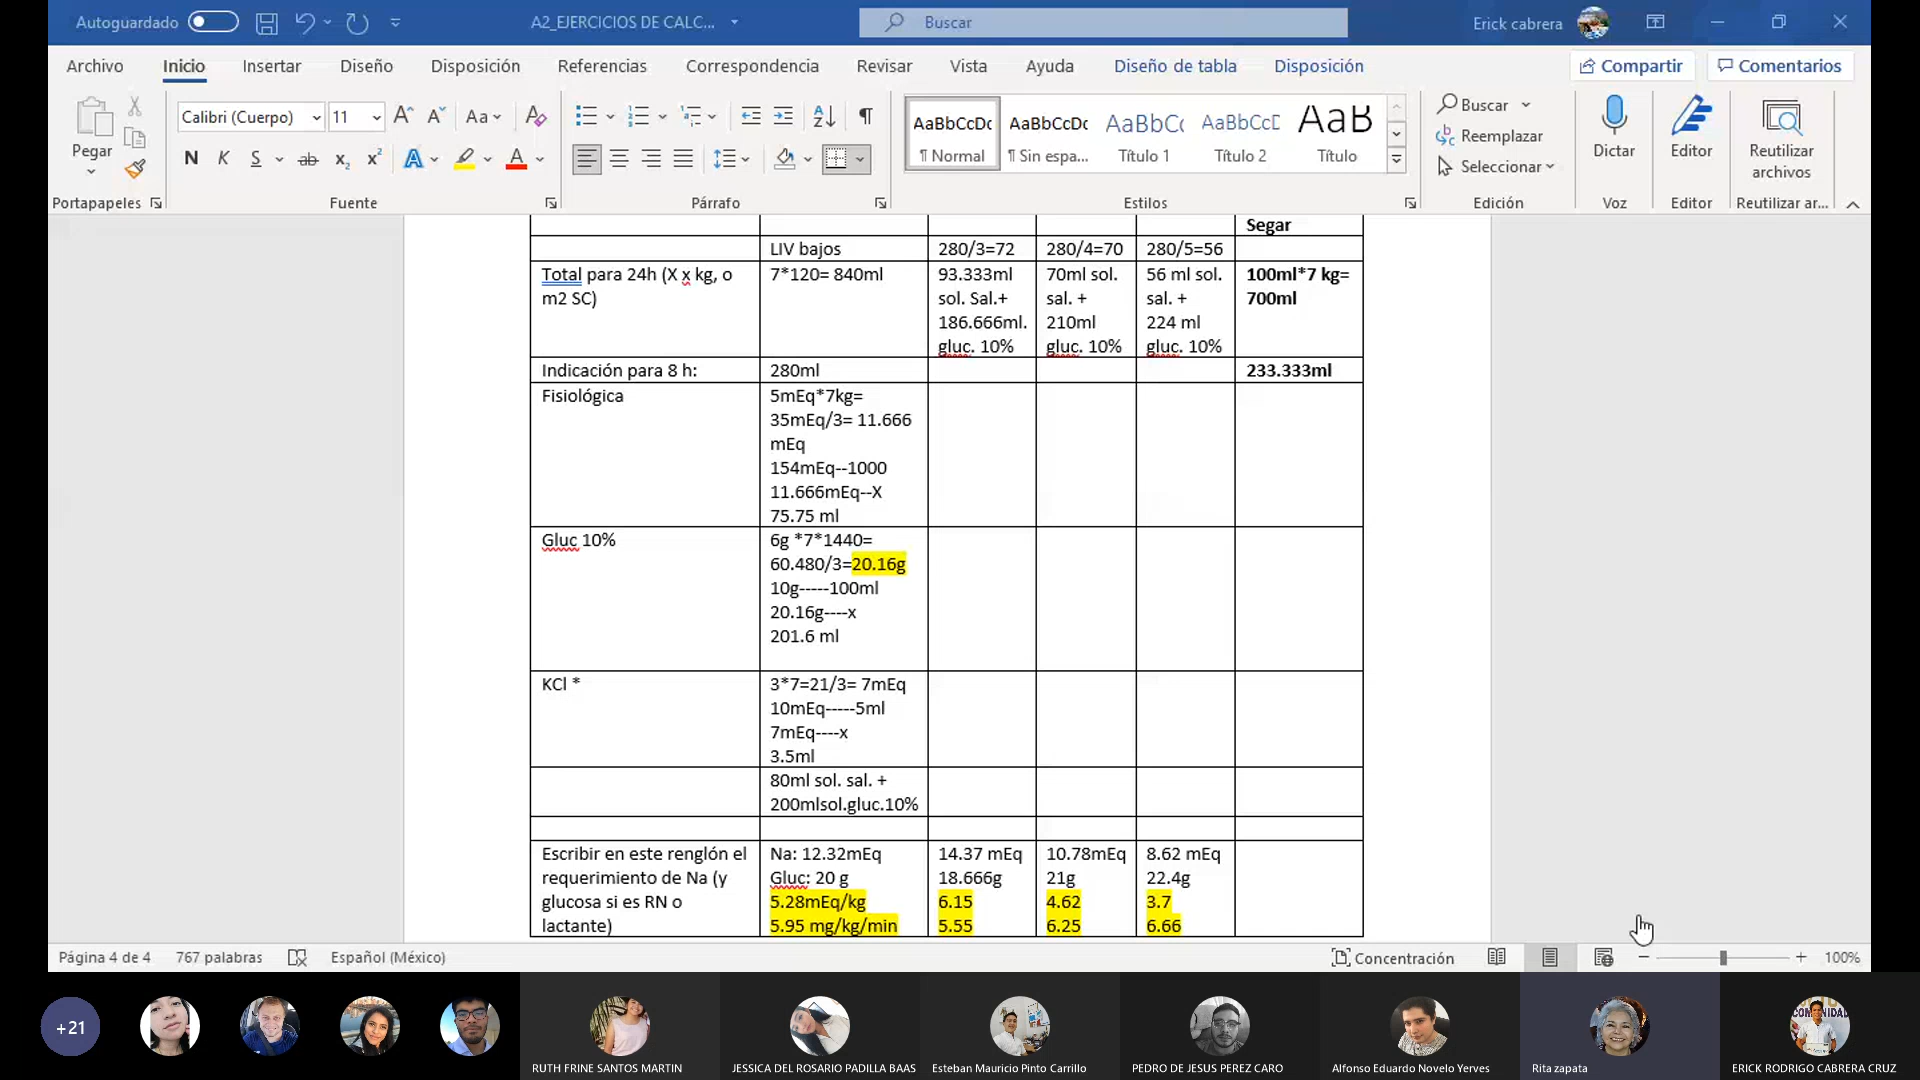 Autoguardado
A2_EJERCICIOS DE CALC...
Buscar
Erick cabrera
Archivo
Inicio
Insertar
Diseño
Disposición
Referencias
Correspondencia
Revisar
Vista
Ayuda
Diseño de tabla
Disposición
Compartir
Comentarios
Pegar
Portapapeles
Calibri (Cuerpo)
11
Aa
N K S ab x₂ x²
Fuente
Párrafo
AaBbCcDc
¶ Normal
AaBbCcDc
¶ Sin espa...
AaBbCc
Título 1
AaBbCcD
Título 2
AaB
Título
Estilos
Buscar
Reemplazar
Seleccionar
Edición
Dictar
Voz
Editor
Editor
Reutilizar
archivos
Reutilizar ar...
Segar
LIV bajos
280/3=72
280/4=70
280/5=56
Total para 24h (X x kg, o
m2 SC)
7*120= 840ml
93.333ml
sol. Sal.+
186.666ml.
gluc. 10%
70ml sol.
sal. +
210ml
gluc. 10%
56 ml sol.
sal. +
224 ml
gluc. 10%
100ml*7 kg=
700ml
Indicación para 8 h:
280ml
233.333ml
Fisiológica
5mEq*7kg=
35mEq/3= 11.666
mEq
154mEq--1000
11.666mEq--X
75.75 ml
Gluc 10%
6g *7*1440=
60.480/3=20.16g
10g-----100ml
20.16g----x
201.6 ml
KCl *
3*7=21/3= 7mEq
10mEq-----5ml
7mEq----x
3.5ml
80ml sol. sal. +
200mlsol.gluc.10%
Escribir en este renglón el
requerimiento de Na (y
glucosa si es RN o
lactante)
Na: 12.32mEq
Gluc: 20 g
5.28mEq/kg
5.95 mg/kg/min
14.37 mEq
18.666g
6.15
5.55
10.78mEq
21g
4.62
6.25
8.62 mEq
22.4g
3.7
6.66
Página 4 de 4
767 palabras
Español (México)
Concentración
100%
+21
RUTH FRINE SANTOS MARTIN
JESSICA DEL ROSARIO PADILLA BAAS
Esteban Mauricio Pinto Carrillo
PEDRO DE JESUS PEREZ CARO
Alfonso Eduardo Novelo Yerves
Rita zapata
ERICK RODRIGO CABRERA CRUZ